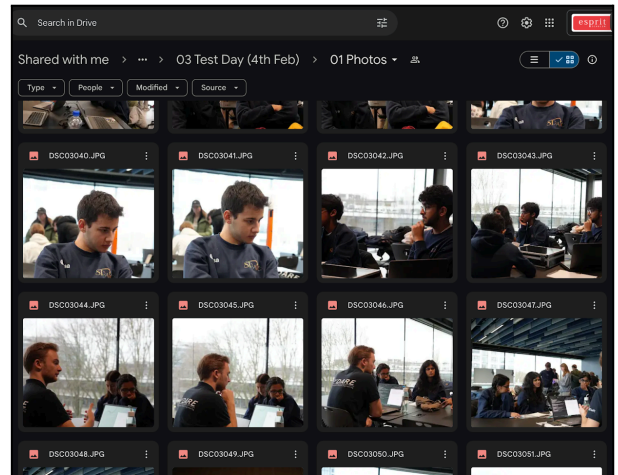 Search in Drive
esprit
Shared with me > ... > 03 Test Day (4th Feb) > 01 Photos
Type People Modified Source
DSC03040.JPG DSC03041.JPG DSC03042.JPG DSC03043.JPG
DSC03044.JPG DSC03045.JPG DSC03046.JPG DSC03047.JPG
DARE
DSC03048.JPG DSC03049.JPG DSC03050.JPG DSC03051.JPG